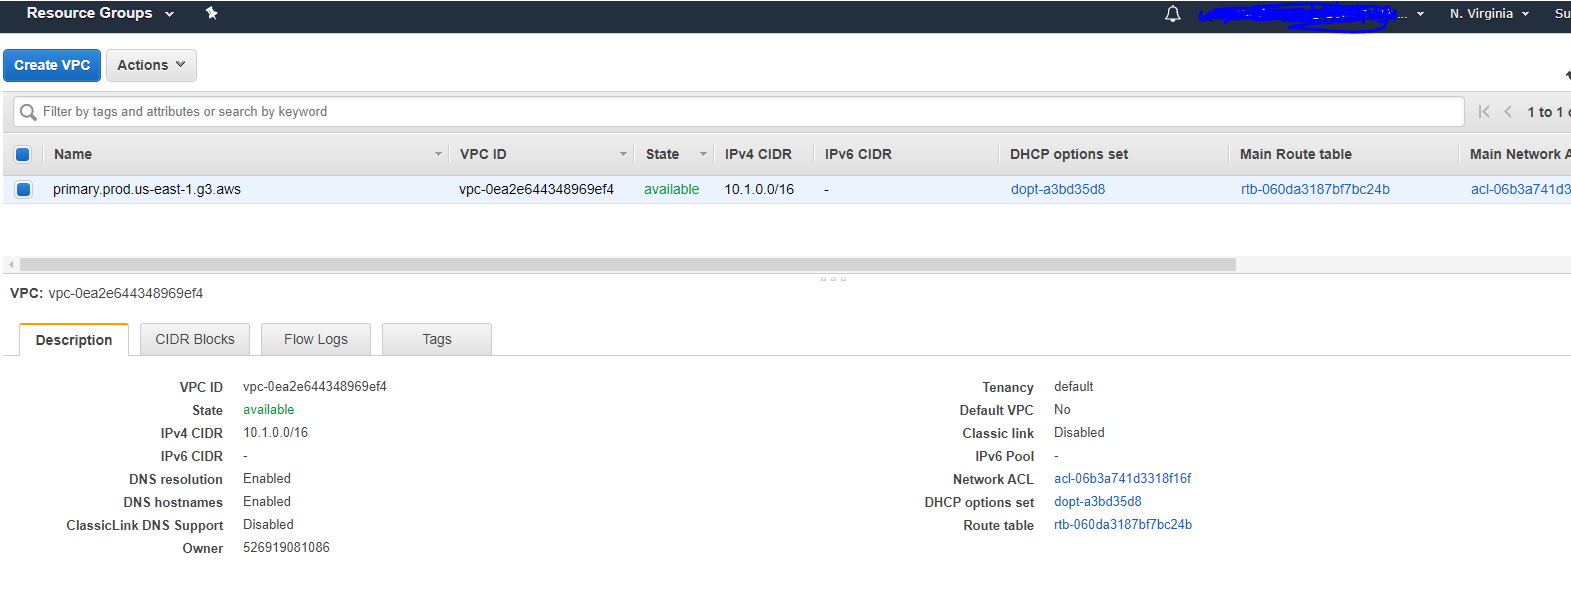 Resource Groups
N. Virginia Su
Create VPC Actions
Filter by tags and attributes or search by keyword 1 to 1
Name VPC ID State IPv4 CIDR IPv6 CIDR DHCP options set Main Route table Main Network A
primary.prod.us-east-1.g3.aws vpc-0ea2e644348969ef4 available 10.1.0.0/16 - dopt-a3bd35d8 rtb-060da3187bf7bc24b acl-06b3a741d3
VPC: vpc-0ea2e644348969ef4
Description CIDR Blocks Flow Logs Tags
VPC ID vpc-0ea2e644348969ef4 Tenancy default
State available Default VPC No
IPv4 CIDR 10.1.0.0/16 Classic link Disabled
IPv6 CIDR - IPv6 Pool -
DNS resolution Enabled Network ACL acl-06b3a741d3318f16f
DNS hostnames Enabled DHCP options set dopt-a3bd35d8
ClassicLink DNS Support Disabled Route table rtb-060da3187bf7bc24b
Owner 526919081086